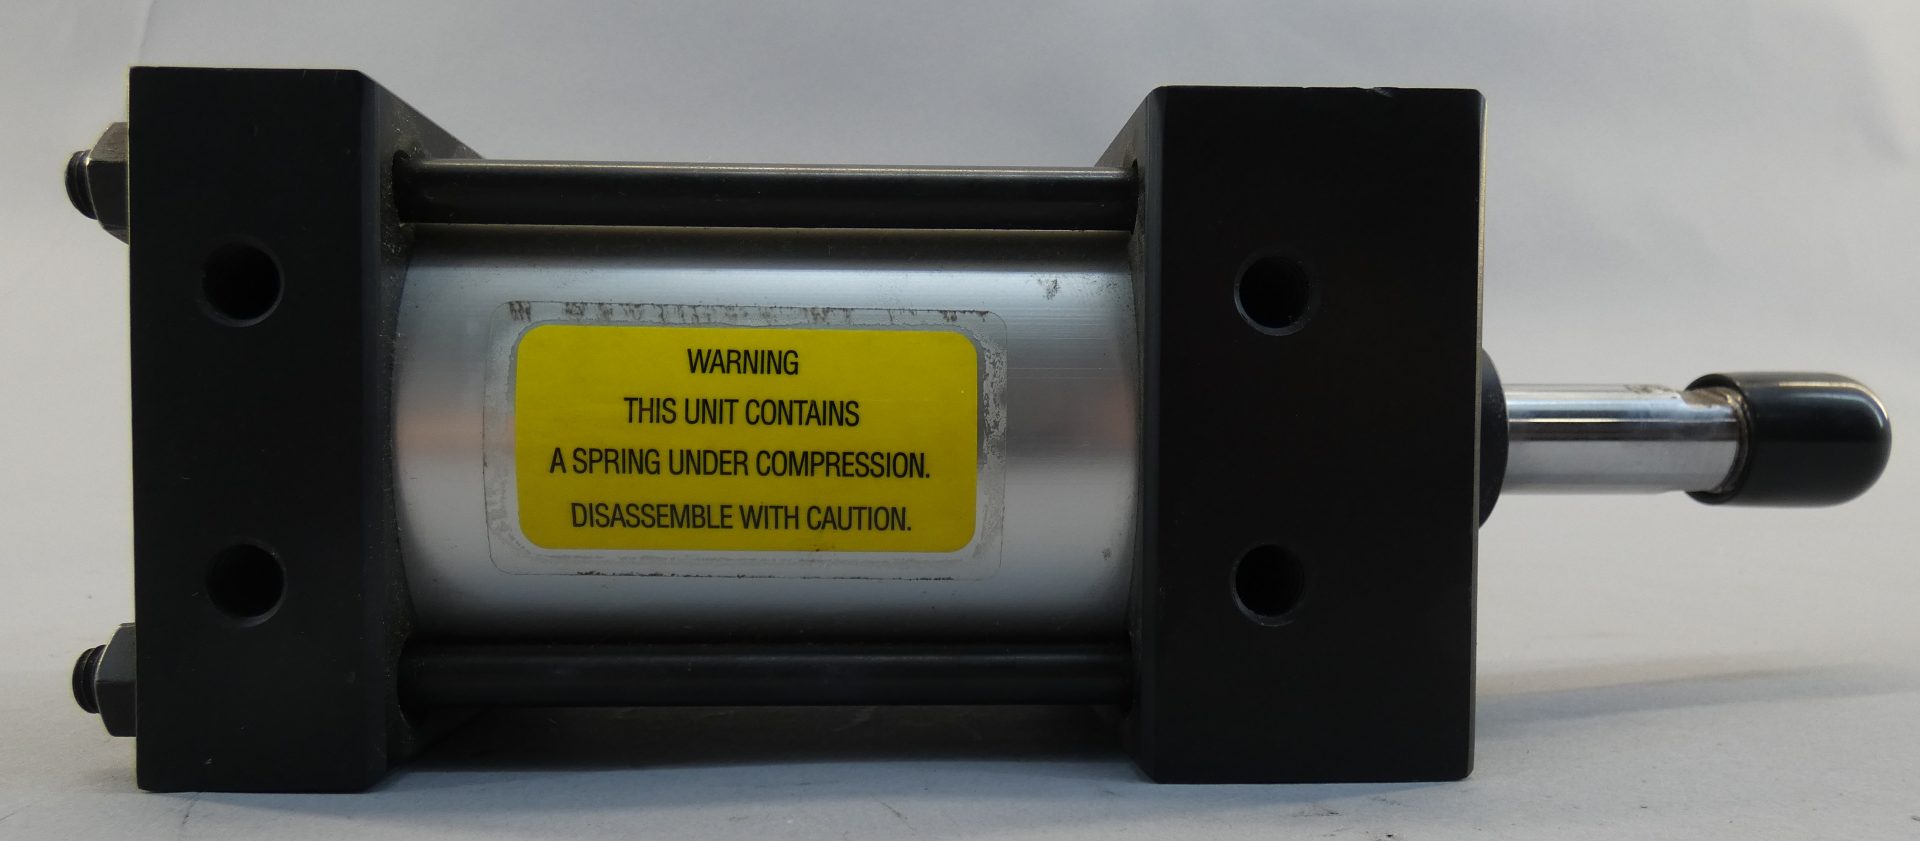 WARNING
THIS UNIT CONTAINS
A SPRING UNDER COMPRESSION.
DISASSEMBLE WITH CAUTION.